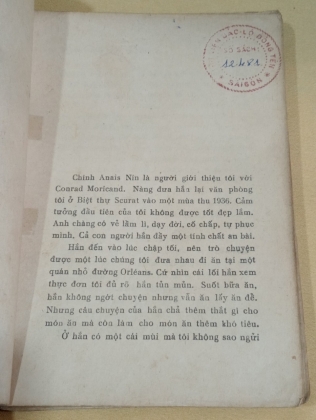 TỦ SÁCH
SAIGON
Chính Anais Nin là người giới thiệu tôi với
Conrad Moricand. Nàng đưa hắn lại văn phòng
tôi ở Biệt thự Seurat vào một mùa thu 1936. Cảm
tưởng đầu tiên của tôi không được tốt đẹp lắm.
Anh chàng có vẻ lầm lì, dạy đời, cố chấp, tự phục
mình. Cả con người hắn đầy một tính chất an bài.
Hắn đến vào lúc chập tối, nên trò chuyện
được một lúc chúng tôi đưa nhau đi ăn tại một
quán nhỏ đường Orléans. Cứ nhìn cái lối hắn xem
thực đơn tôi đủ rõ hắn tẩn mẩn. Suốt bữa ăn,
hắn không ngớt chuyện nhưng vẫn ăn lấy ăn để.
Nhưng câu chuyện của hắn chả thêm thắt gì cho
món ăn mà còn làm cho món ăn thêm khó tiêu.
Ở hắn có một cái mùi mà tôi không sao ngửi